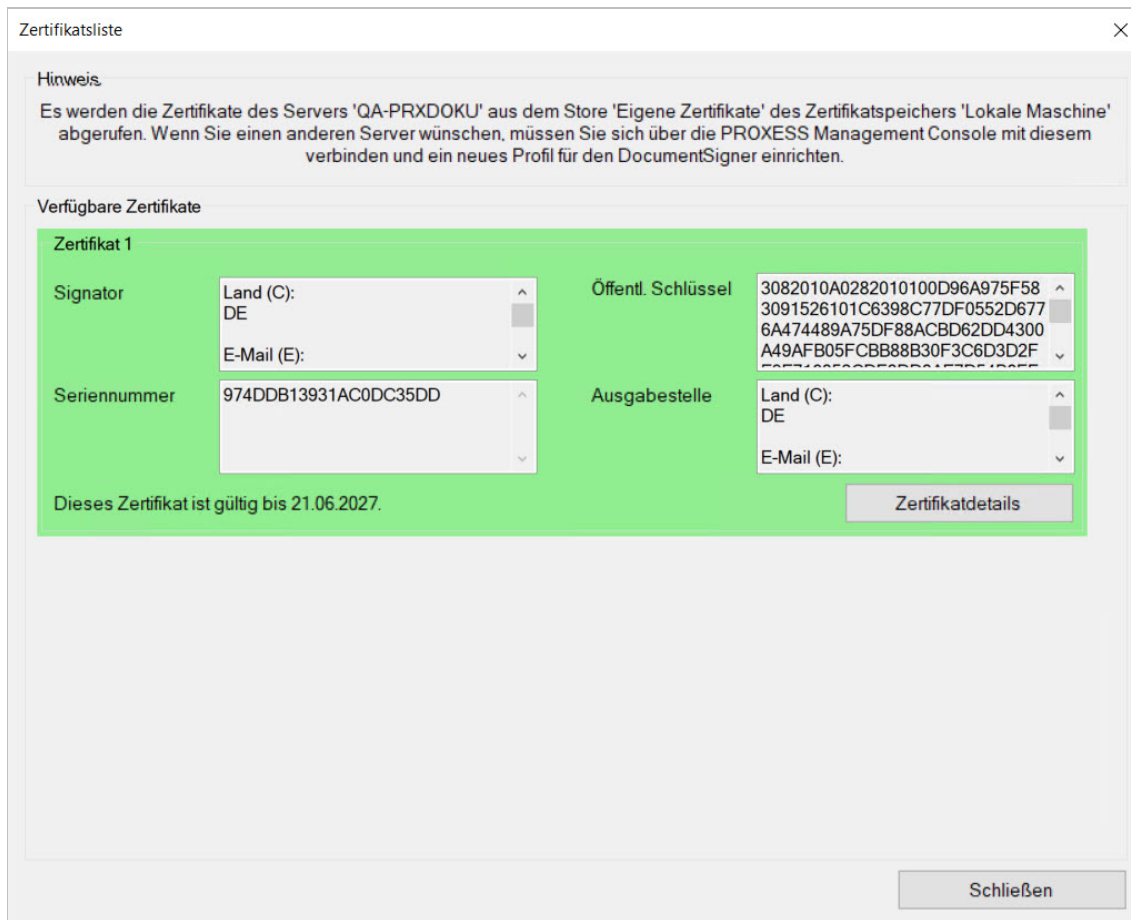 Zertifikatsliste
Hinweis
Es werden die Zertifikate des Servers 'QA-PRXDOKU' aus dem Store 'Eigene Zertifikate' des Zertifikatspeichers 'Lokale Maschine'
abgerufen. Wenn Sie einen anderen Server wünschen, müssen Sie sich über die PROXESS Management Console mit diesem
verbinden und ein neues Profil für den DocumentSigner einrichten.
Verfügbare Zertifikate
Zertifikat 1
Signator
Land (C):
DE
E-Mail (E):
Öffentl. Schlüssel
3082010A0282010100D96A975F58
3091526101C6398C77DF0552D677
6A474489A75DF88ACBD62DD4300
A49AFB05FCBB88B30F3C6D3D2F
Seriennummer
974DDB13931AC0DC35DD
Ausgabestelle
Land (C):
DE
E-Mail (E):
Dieses Zertifikat ist gültig bis 21.06.2027.
Zertifikatdetails
Schließen